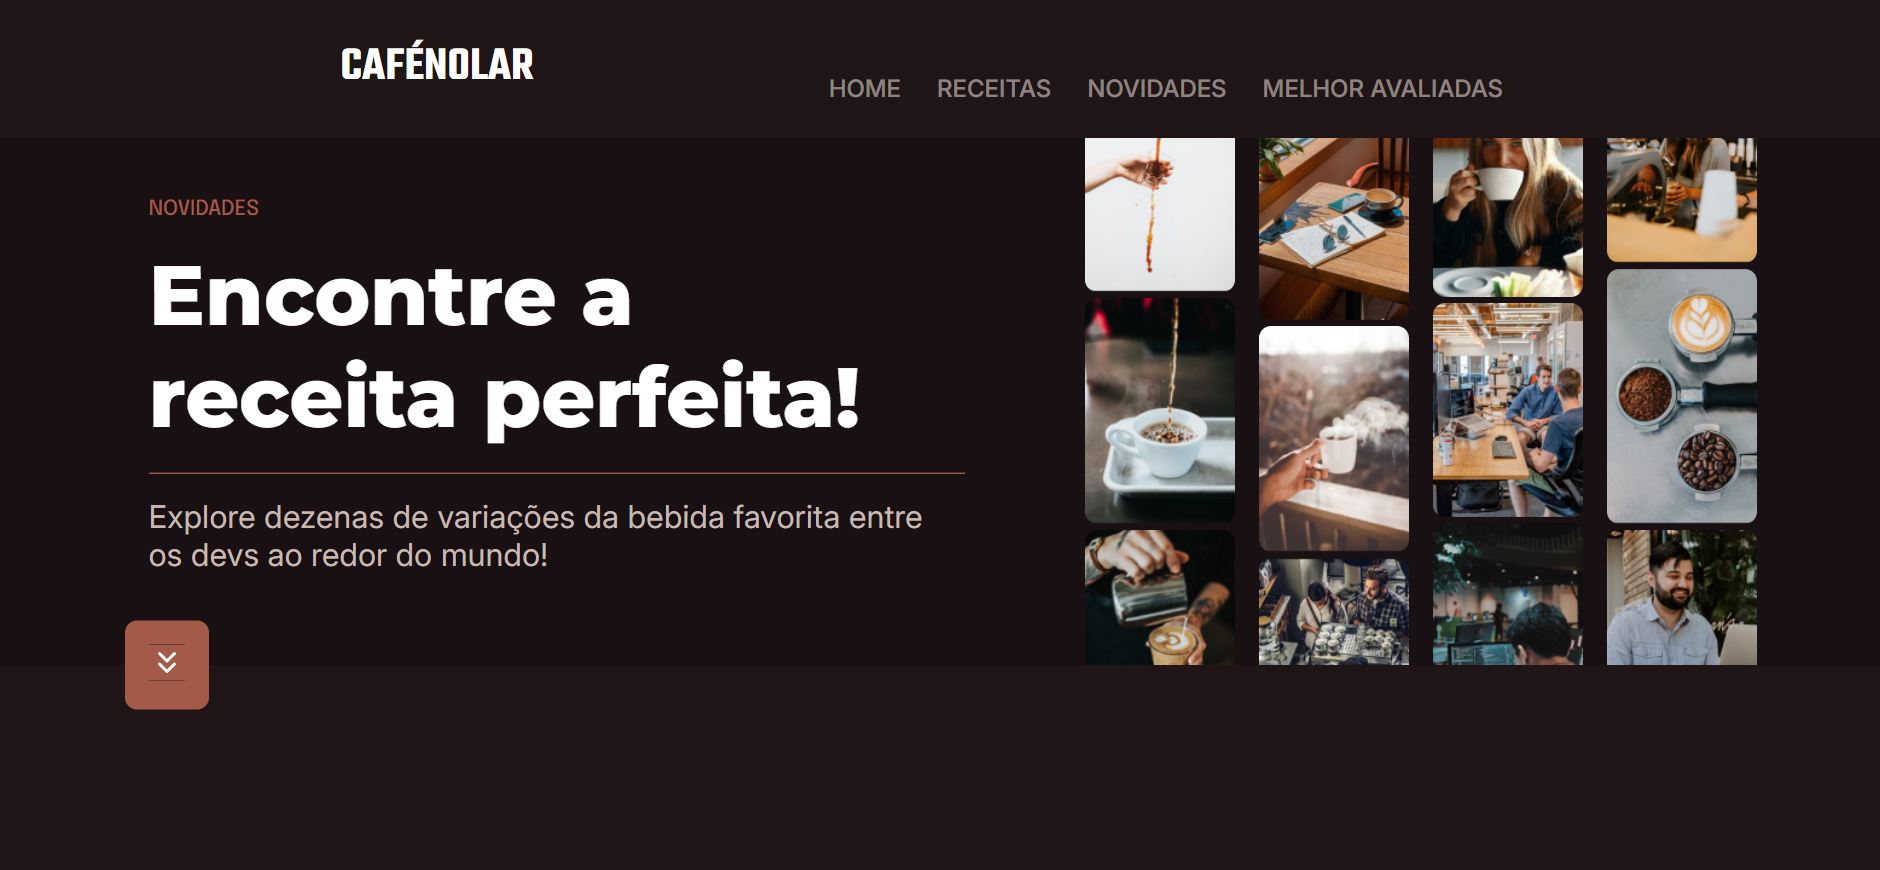 CAFÉNOLAR
HOME RECEITAS NOVIDADES MELHOR AVALIADAS
NOVIDADES
Encontre a
receita perfeita!
Explore dezenas de variações da bebida favorita entre
os devs ao redor do mundo!